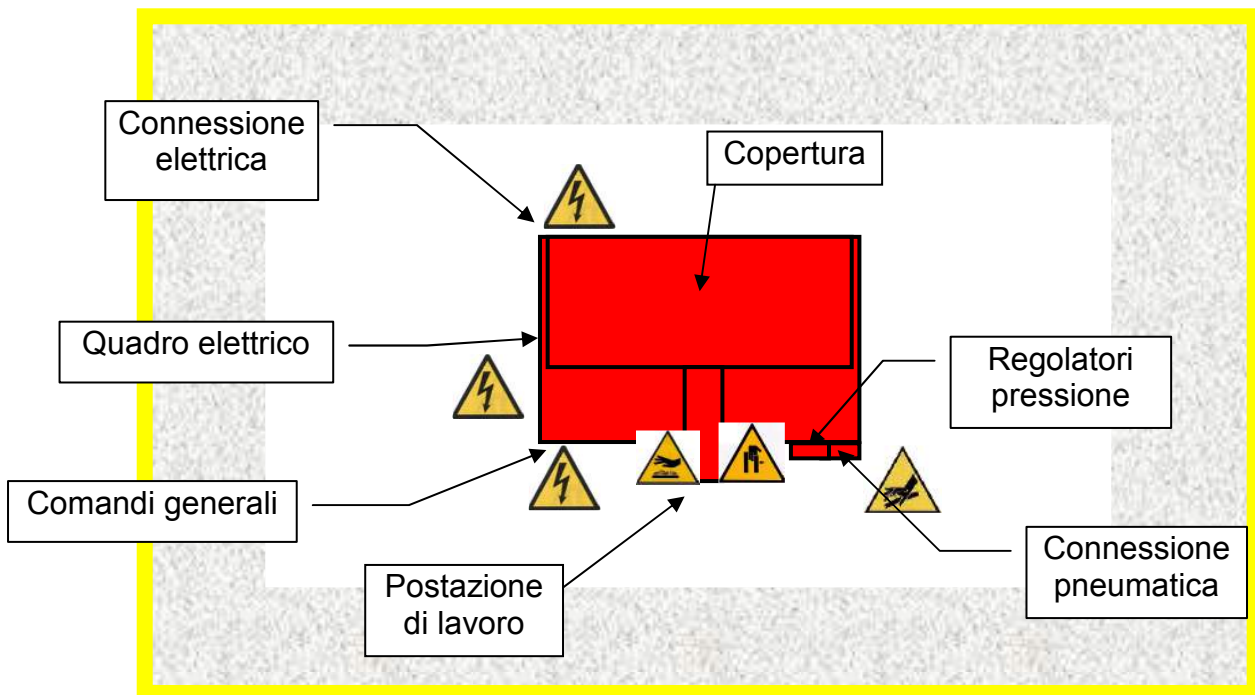 Connessione
elettrica
Copertura
Quadro elettrico
Regolatori
pressione
Comandi generali
Postazione
di lavoro
Connessione
pneumatica